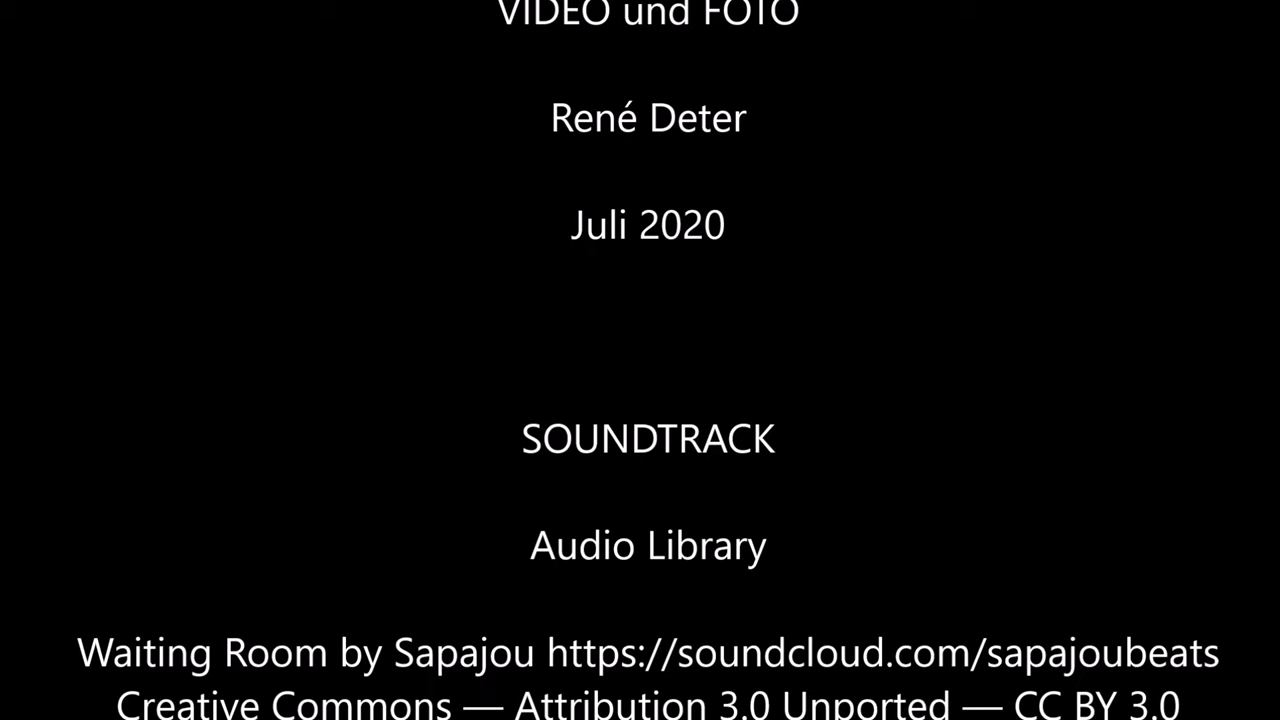 VIDEO und FOTO
René Deter
Juli 2020
SOUNDTRACK
Audio Library
Waiting Room by Sapajou https://soundcloud.com/sapajoubeats
Creative Commons — Attribution 3.0 Unported — CC BY 3.0